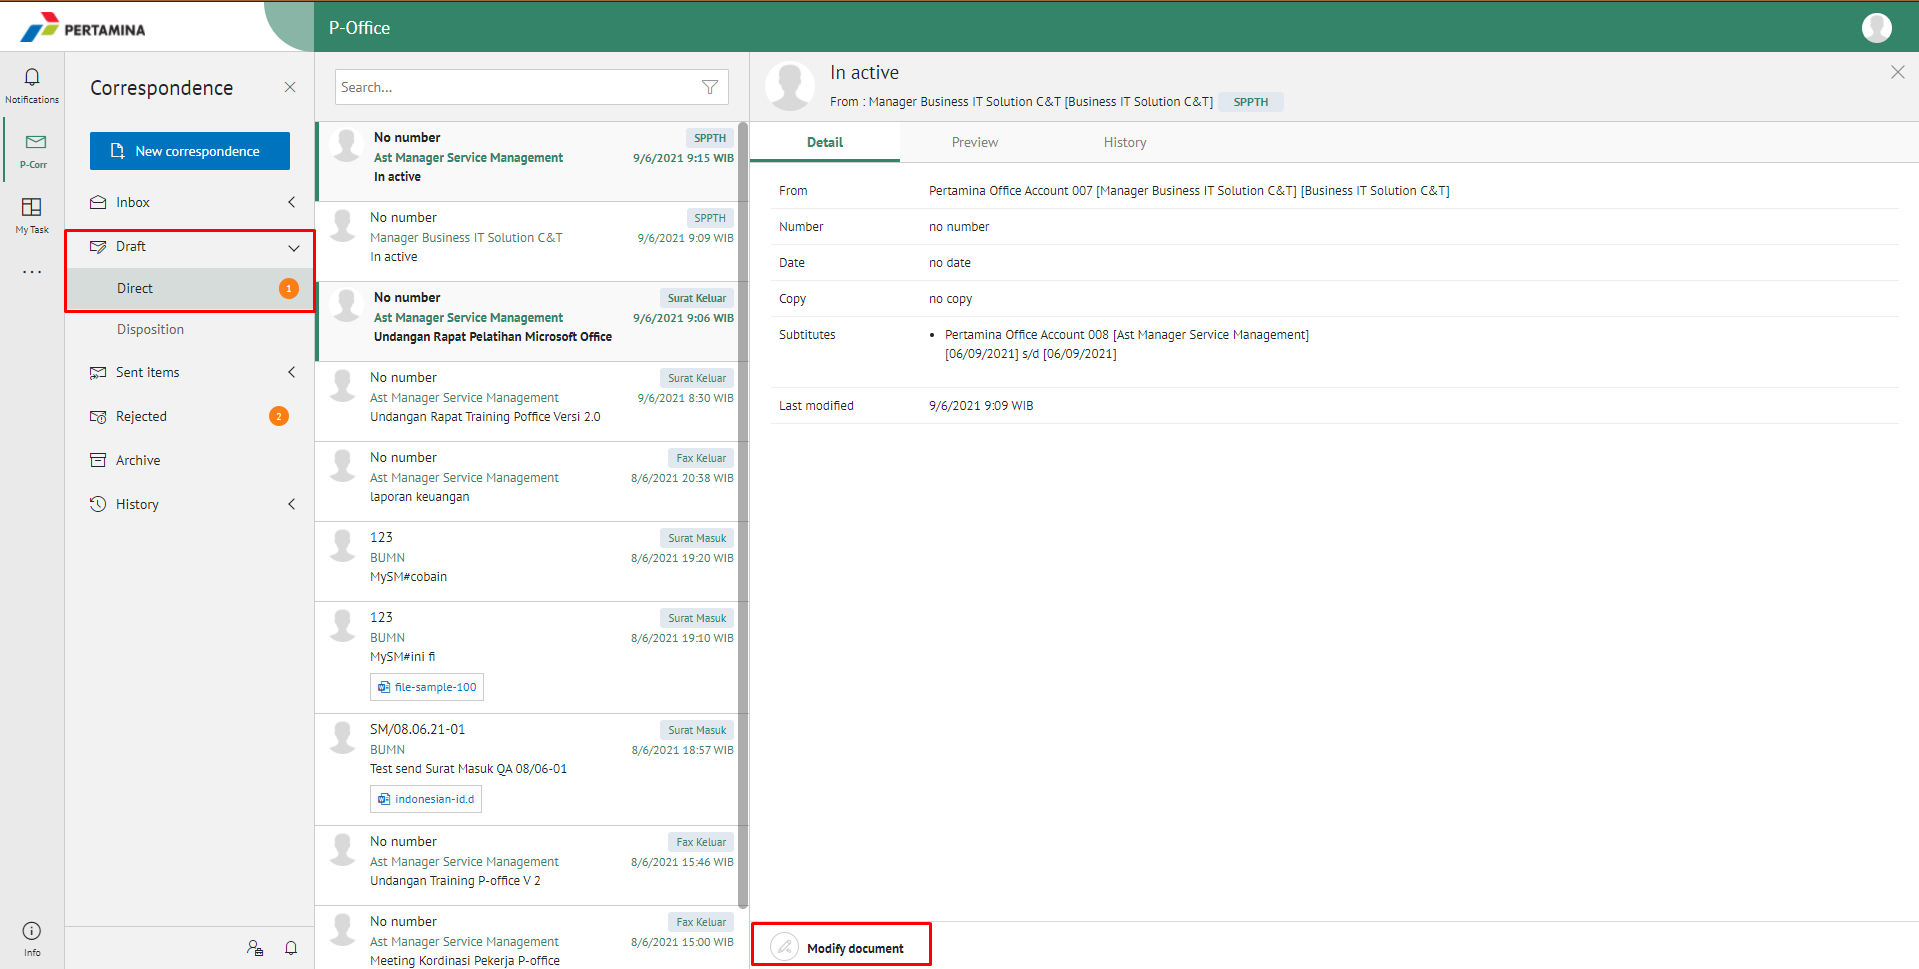 PERTAMINA
P-Office
Notifications
P-Corr
My Task
Info
Correspondence
New correspondence
Inbox
Draft
Direct
1
Disposition
Sent items
Rejected
2
Archive
History
Search...
No number
SPPTH
Ast Manager Service Management
9/6/2021 9:15 WIB
In active
No number
SPPTH
Manager Business IT Solution C&T
9/6/2021 9:09 WIB
In active
No number
Surat Keluar
Ast Manager Service Management
9/6/2021 9:06 WIB
Undangan Rapat Pelatihan Microsoft Office
No number
Surat Keluar
Ast Manager Service Management
9/6/2021 8:30 WIB
Undangan Rapat Training Poffice Versi 2.0
No number
Fax Keluar
Ast Manager Service Management
8/6/2021 20:38 WIB
laporan keuangan
123
Surat Masuk
BUMN
8/6/2021 19:20 WIB
MySM#cobain
123
Surat Masuk
BUMN
8/6/2021 19:10 WIB
MySM#ini fi
file-sample-100
SM/08.06.21-01
Surat Masuk
BUMN
8/6/2021 18:57 WIB
Test send Surat Masuk QA 08/06-01
indonesian-id.d
No number
Fax Keluar
Ast Manager Service Management
8/6/2021 15:46 WIB
Undangan Training P-office V 2
No number
Fax Keluar
Ast Manager Service Management
8/6/2021 15:00 WIB
Meeting Kordinasi Pekerja P-office
In active
From : Manager Business IT Solution C&T [Business IT Solution C&T] SPPTH
Detail Preview History
From Pertamina Office Account 007 [Manager Business IT Solution C&T] [Business IT Solution C&T]
Number no number
Date no date
Copy no copy
Subtitutes • Pertamina Office Account 008 [Ast Manager Service Management]
[06/09/2021] s/d [06/09/2021]
Last modified 9/6/2021 9:09 WIB
Modify document